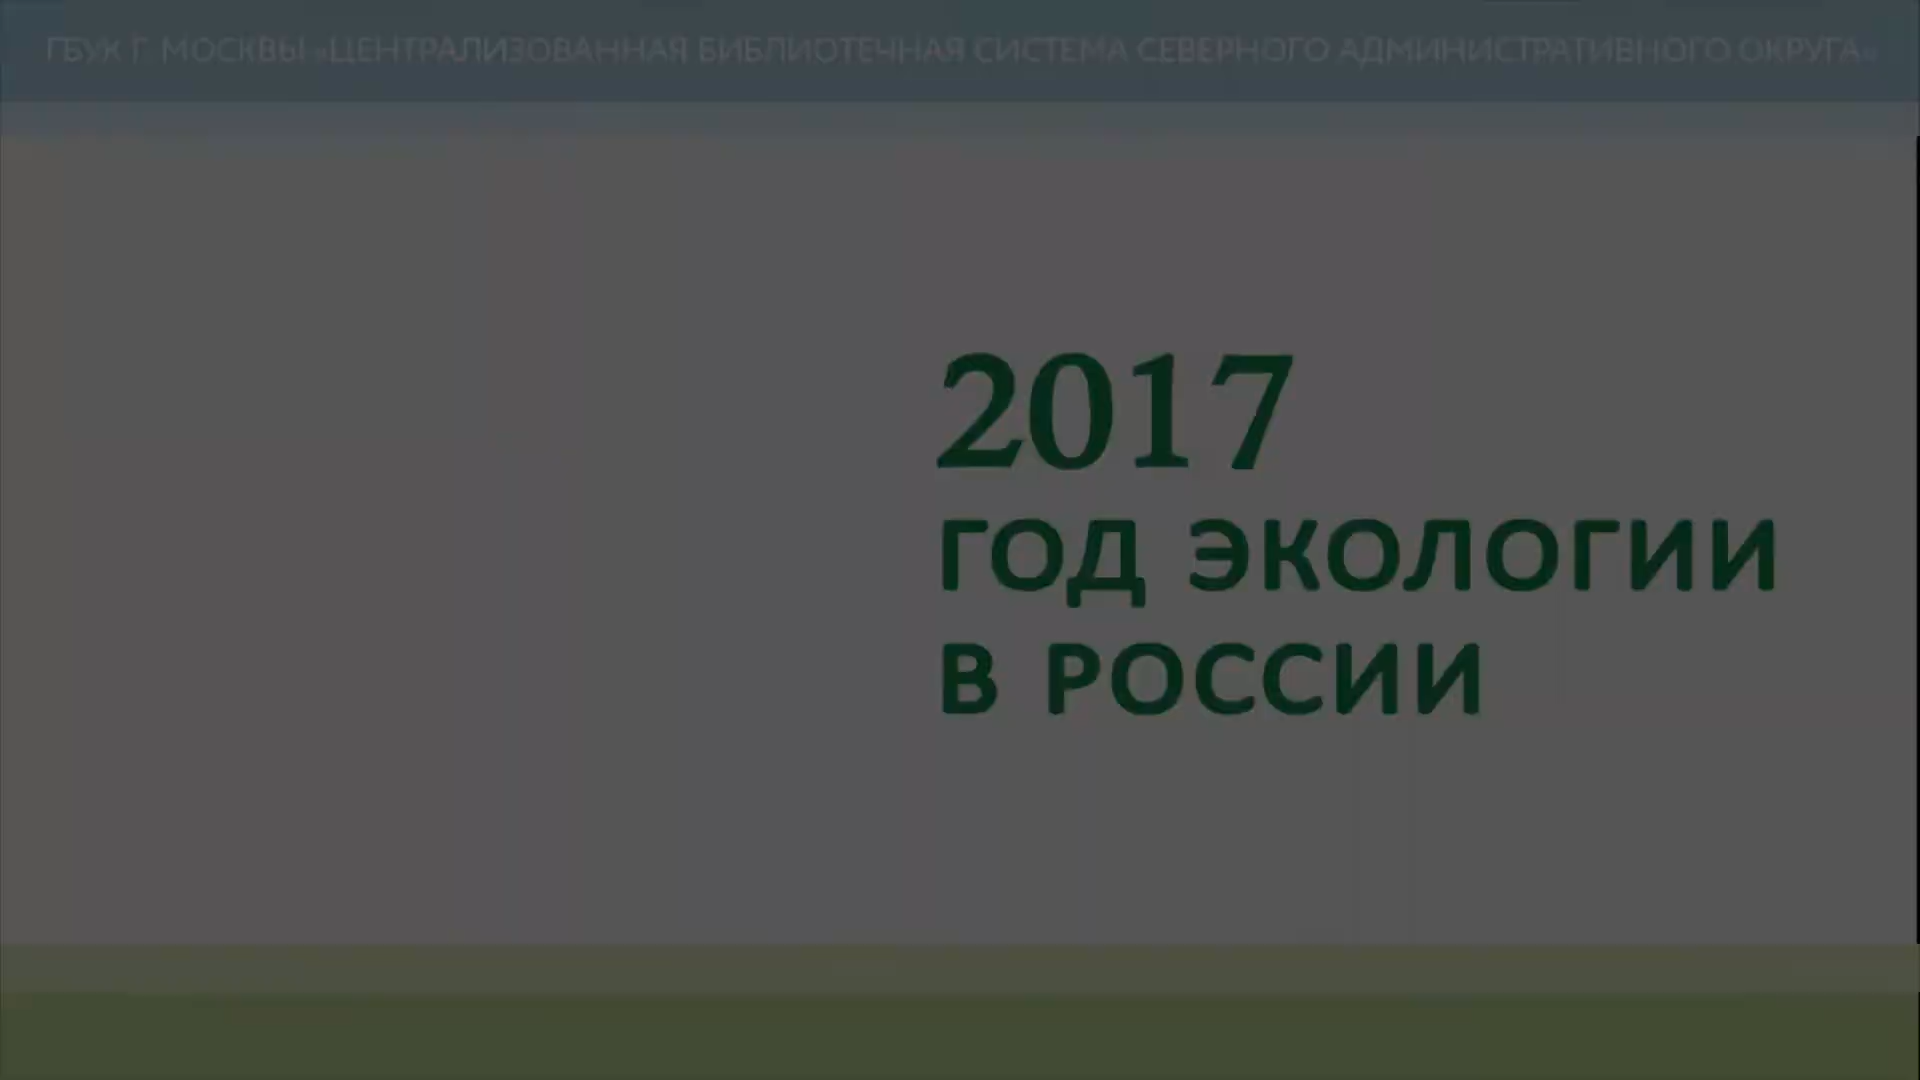 ГБУК Г. МОСКВЫ «ЦЕНТРАЛИЗОВАННАЯ БИБЛИОТЕЧНАЯ СИСТЕМА СЕВЕРНОГО АДМИНИСТРАТИВНОГО ОКРУГА»
2017
ГОД ЭКОЛОГИИ
В РОССИИ